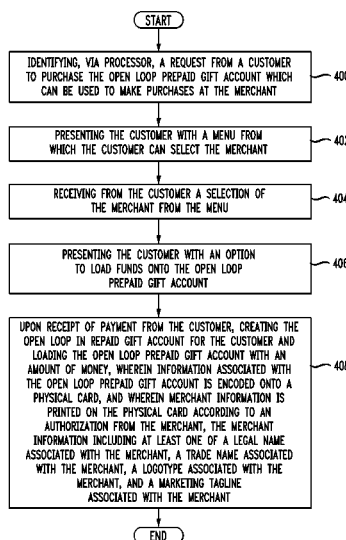 START
IDENTIFYING, VIA PROCESSOR, A REQUEST FROM A CUSTOMER
TO PURCHASE THE OPEN LOOP PREPAID GIFT ACCOUNT WHICH
CAN BE USED TO MAKE PURCHASES AT THE MERCHANT
400
PRESENTING THE CUSTOMER WITH A MENU FROM
WHICH THE CUSTOMER CAN SELECT THE MERCHANT
402
RECEIVING FROM THE CUSTOMER A SELECTION OF
THE MERCHANT FROM THE MENU
404
PRESENTING THE CUSTOMER WITH AN OPTION
TO LOAD FUNDS ONTO THE OPEN LOOP
PREPAID GIFT ACCOUNT
406
UPON RECEIPT OF PAYMENT FROM THE CUSTOMER, CREATING THE
OPEN LOOP IN REPAID GIFT ACCOUNT FOR THE CUSTOMER AND
LOADING THE OPEN LOOP PREPAID GIFT ACCOUNT WITH AN
AMOUNT OF MONEY, WHEREIN INFORMATION ASSOCIATED WITH
THE OPEN LOOP PREPAID GIFT ACCOUNT IS ENCODED ONTO A
PHYSICAL CARD, AND WHEREIN MERCHANT INFORMATION IS
PRINTED ON THE PHYSICAL CARD ACCORDING TO AN
AUTHORIZATION FROM THE MERCHANT, THE MERCHANT
INFORMATION INCLUDING AT LEAST ONE OF A LEGAL NAME
ASSOCIATED WITH THE MERCHANT, A TRADE NAME ASSOCIATED
WITH THE MERCHANT, A LOGOTYPE ASSOCIATED WITH THE
MERCHANT, AND A MARKETING TAGLINE
ASSOCIATED WITH THE MERCHANT
408
END